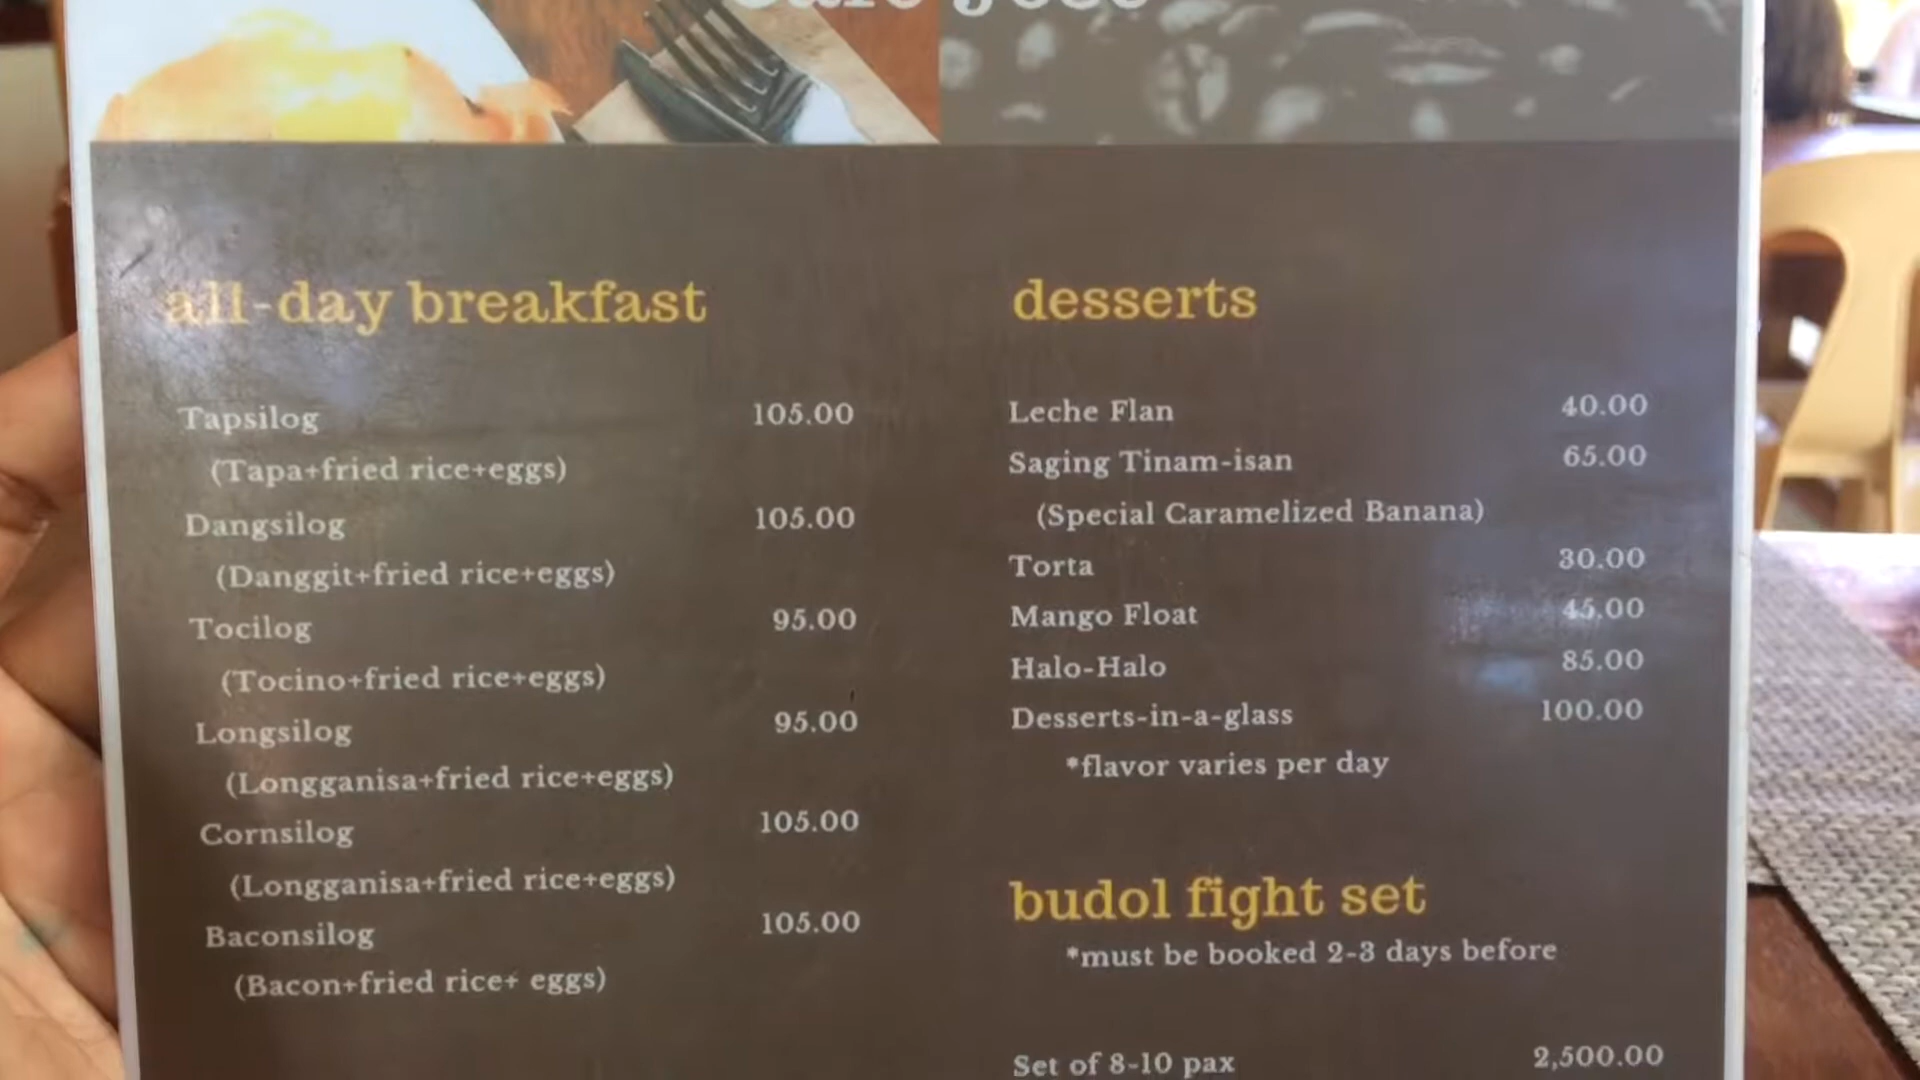 all-day breakfast
Tapsilog 105.00
(Tapa+fried rice+eggs)
Dangsilog 105.00
(Danggit+fried rice+eggs)
Tocilog 95.00
(Tocino+fried rice+eggs)
Longsilog 95.00
(Longganisa+fried rice+eggs)
Cornsilog 105.00
(Longganisa+fried rice+eggs)
Baconsilog 105.00
(Bacon+fried rice+ eggs)
desserts
Leche Flan 40.00
Saging Tinam-isan 65.00
(Special Caramelized Banana)
Torta 30.00
Mango Float 45.00
Halo-Halo 85.00
Desserts-in-a-glass 100.00
*flavor varies per day
budol fight set
*must be booked 2-3 days before
Set of 8-10 pax 2,500.00